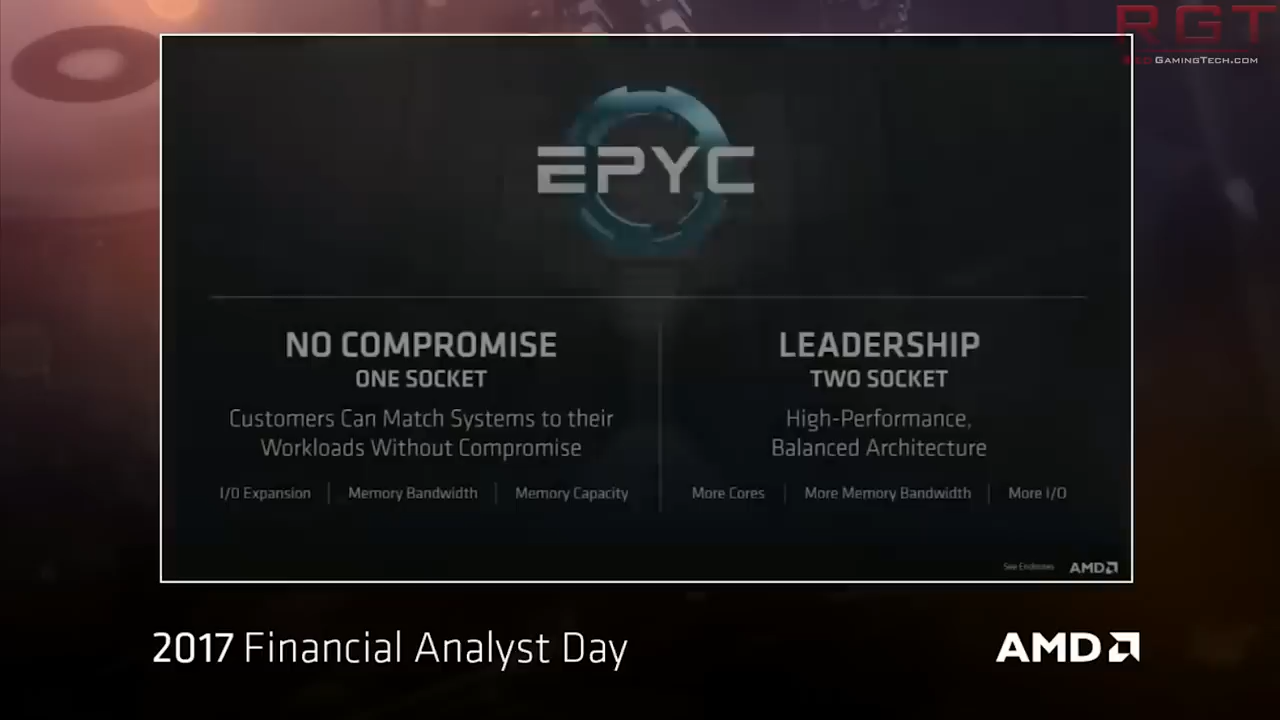 RGT
RedGamingTech.com
EPYC
NO COMPROMISE
ONE SOCKET
Customers Can Match Systems to their
Workloads Without Compromise
I/O Expansion
Memory Bandwidth
Memory Capacity
LEADERSHIP
TWO SOCKET
High-Performance,
Balanced Architecture
More Cores
More Memory Bandwidth
More I/O
See Endnotes
AMD
2017 Financial Analyst Day
AMD